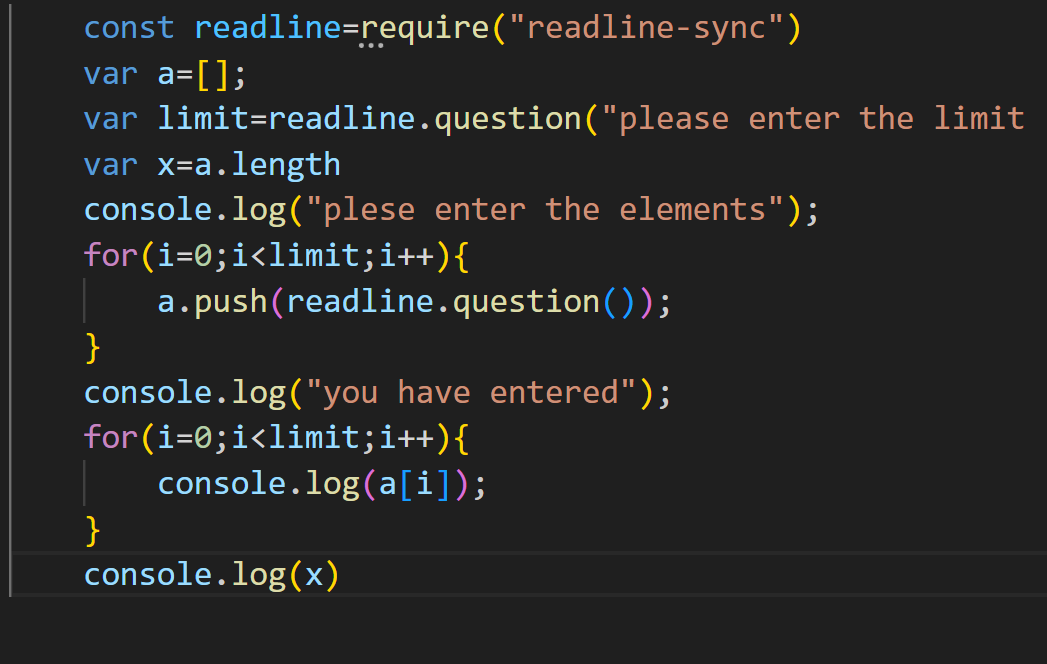 const readline=require("readline-sync")
var a=[];
var limit=readline.question("please enter the limit
var x=a.length
console.log("plese enter the elements");
for(i=0;i<limit;i++){
    a.push(readline.question());
}
console.log("you have entered");
for(i=0;i<limit;i++){
    console.log(a[i]);
}
console.log(x)